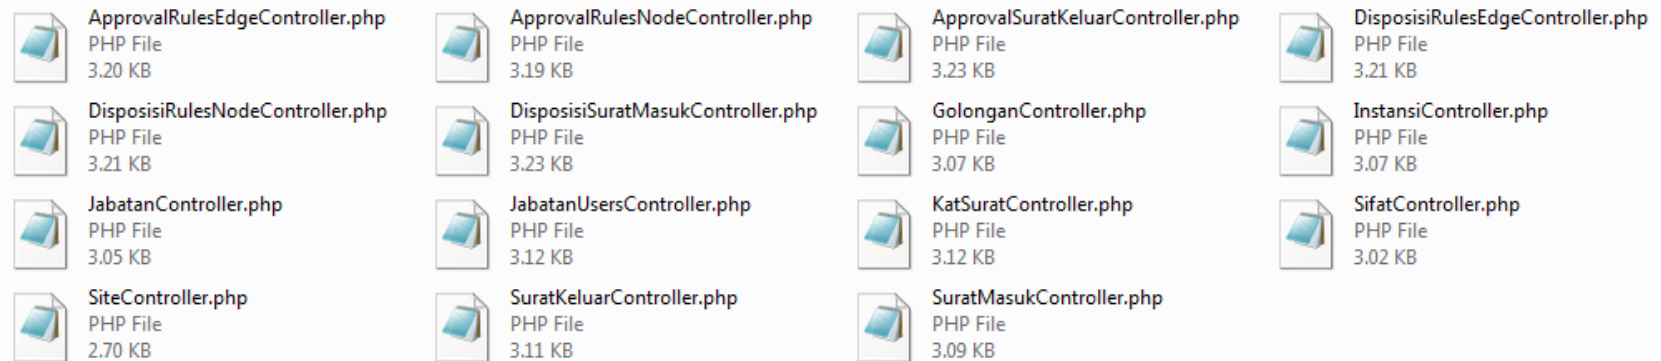 ApprovalRulesEdgeController.php
PHP File
3.20 KB
ApprovalRulesNodeController.php
PHP File
3.19 KB
ApprovalSuratKeluarController.php
PHP File
3.23 KB
DisposisiRulesEdgeController.php
PHP File
3.21 KB
DisposisiRulesNodeController.php
PHP File
3.21 KB
DisposisiSuratMasukController.php
PHP File
3.23 KB
GolonganController.php
PHP File
3.07 KB
InstansiController.php
PHP File
3.07 KB
JabatanController.php
PHP File
3.05 KB
JabatanUsersController.php
PHP File
3.12 KB
KatSuratController.php
PHP File
3.12 KB
SifatController.php
PHP File
3.02 KB
SiteController.php
PHP File
2.70 KB
SuratKeluarController.php
PHP File
3.11 KB
SuratMasukController.php
PHP File
3.09 KB